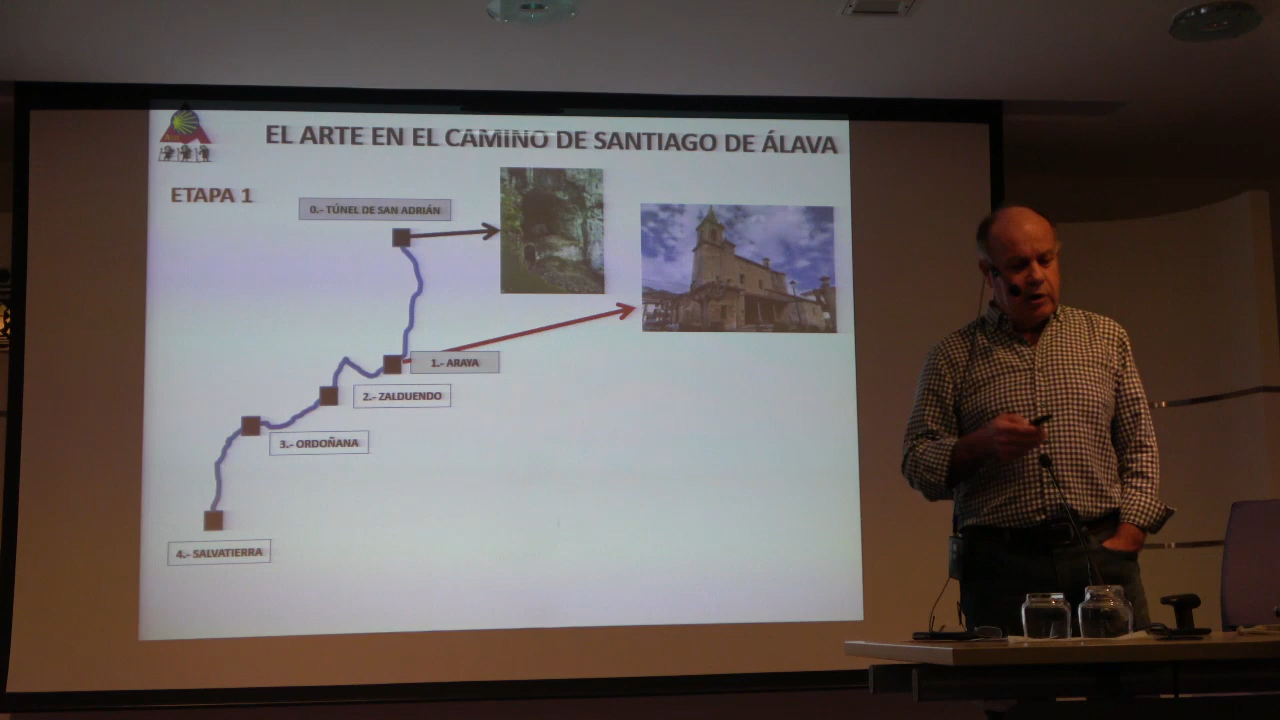 EL ARTE EN EL CAMINO DE SANTIAGO DE ÁLAVA
ETAPA 1
0.- TÚNEL DE SAN ADRIÁN
1.- ARAYA
2.- ZALDUENDO
3.- ORDOÑANA
4.- SALVATIERRA